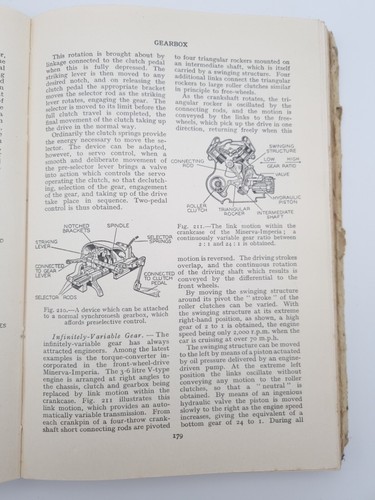 GEARBOX
This rotation is brought about by
linkage connected to the clutch pedal
when this is fully depressed. The
striking lever is then moved to any
desired notch, and on releasing the
clutch pedal the appropriate bracket
moves the selector rod as the striking
lever rotates, engaging the gear. The
selector is moved to its limit before the
full clutch travel is completed, the
final movement of the clutch taking up
the drive in the normal way.
Ordinarily the clutch springs provide
the energy necessary to move the se-
lector. The device can be adapted,
however, to servo control, when a
smooth and deliberate movement of
the pre-selector lever brings a valve
into action which controls the servo
operating the clutch, so that declutch-
ing, selection of the gear, engagement
of the gear, and taking up of the drive
take place in sequence. Two-pedal
control is thus obtained.
NOTCHED
BRACKETS
SPINDLE
STRIKING
LEVER
SELECTOR
SPRINGS
CONNECTED
TO GEAR
LEVER
CONNECTED
TO CLUTCH
PEDAL
SELECTOR RODS
Fig. 210.—A device which can be attached
to a normal synchromesh gearbox, which
affords preselective control.
Infinitely-Variable Gear.—The
infinitely-variable gear has always
attracted engineers. Among the latest
examples is the torque-converter in-
corporated in the front-wheel-drive
Minerva-Imperia. The 3·6 litre V-type
engine is arranged at right angles to
the chassis, clutch and gearbox being
replaced by link motion within the
crankcase. Fig. 211 illustrates this
link motion, which provides an auto-
matically variable transmission. From
each crankpin of a four-throw crank-
shaft short connecting rods are pivoted
to four triangular rockers mounted on
an intermediate shaft, which is itself
carried by a swinging structure. Four
additional links connect the triangular
rockers to large roller clutches similar
in principle to free-wheels.
As the crankshaft rotates, the tri-
angular rocker is oscillated by the
connecting rods, and the motion is
conveyed by the links to the free-
wheels, which pick up the drive in one
direction, returning freely when this
SWINGING
STRUCTURE
CONNECTING
ROD
LOW HIGH
GEAR RATIO
VALVE
HYDRAULIC
PISTON
ROLLER
CLUTCH
TRIANGULAR
ROCKER
INTERMEDIATE
SHAFT
Fig. 211.—The link motion within the
crankcase of the Minerva-Imperia; a
continuously variable gear ratio between
2 : 1 and 24 : 1 is obtained.
motion is reversed. The driving strokes
overlap, and the continuous rotation
of the driving shaft which results is
conveyed by the differential to the
front wheels.
By moving the swinging structure
around its pivot the "stroke" of the
roller clutches can be varied. With
the swinging structure at its extreme
right-hand position, as shown, a high
gear of 2 to 1 is obtained, the engine
speed being only 2,000 r.p.m. when the
car is cruising at over 70 m.p.h.
The swinging structure can be moved
to the left by means of a piston actuated
by oil pressure delivered by an engine-
driven pump. At the extreme left
position the links oscillate without
conveying any motion to the roller
clutches, so that a "neutral" is
obtained. By means of an ingenious
hydraulic valve the piston is moved
slowly to the right as the engine speed
increases, giving the equivalent of a
bottom gear of 24 to 1. During all
179